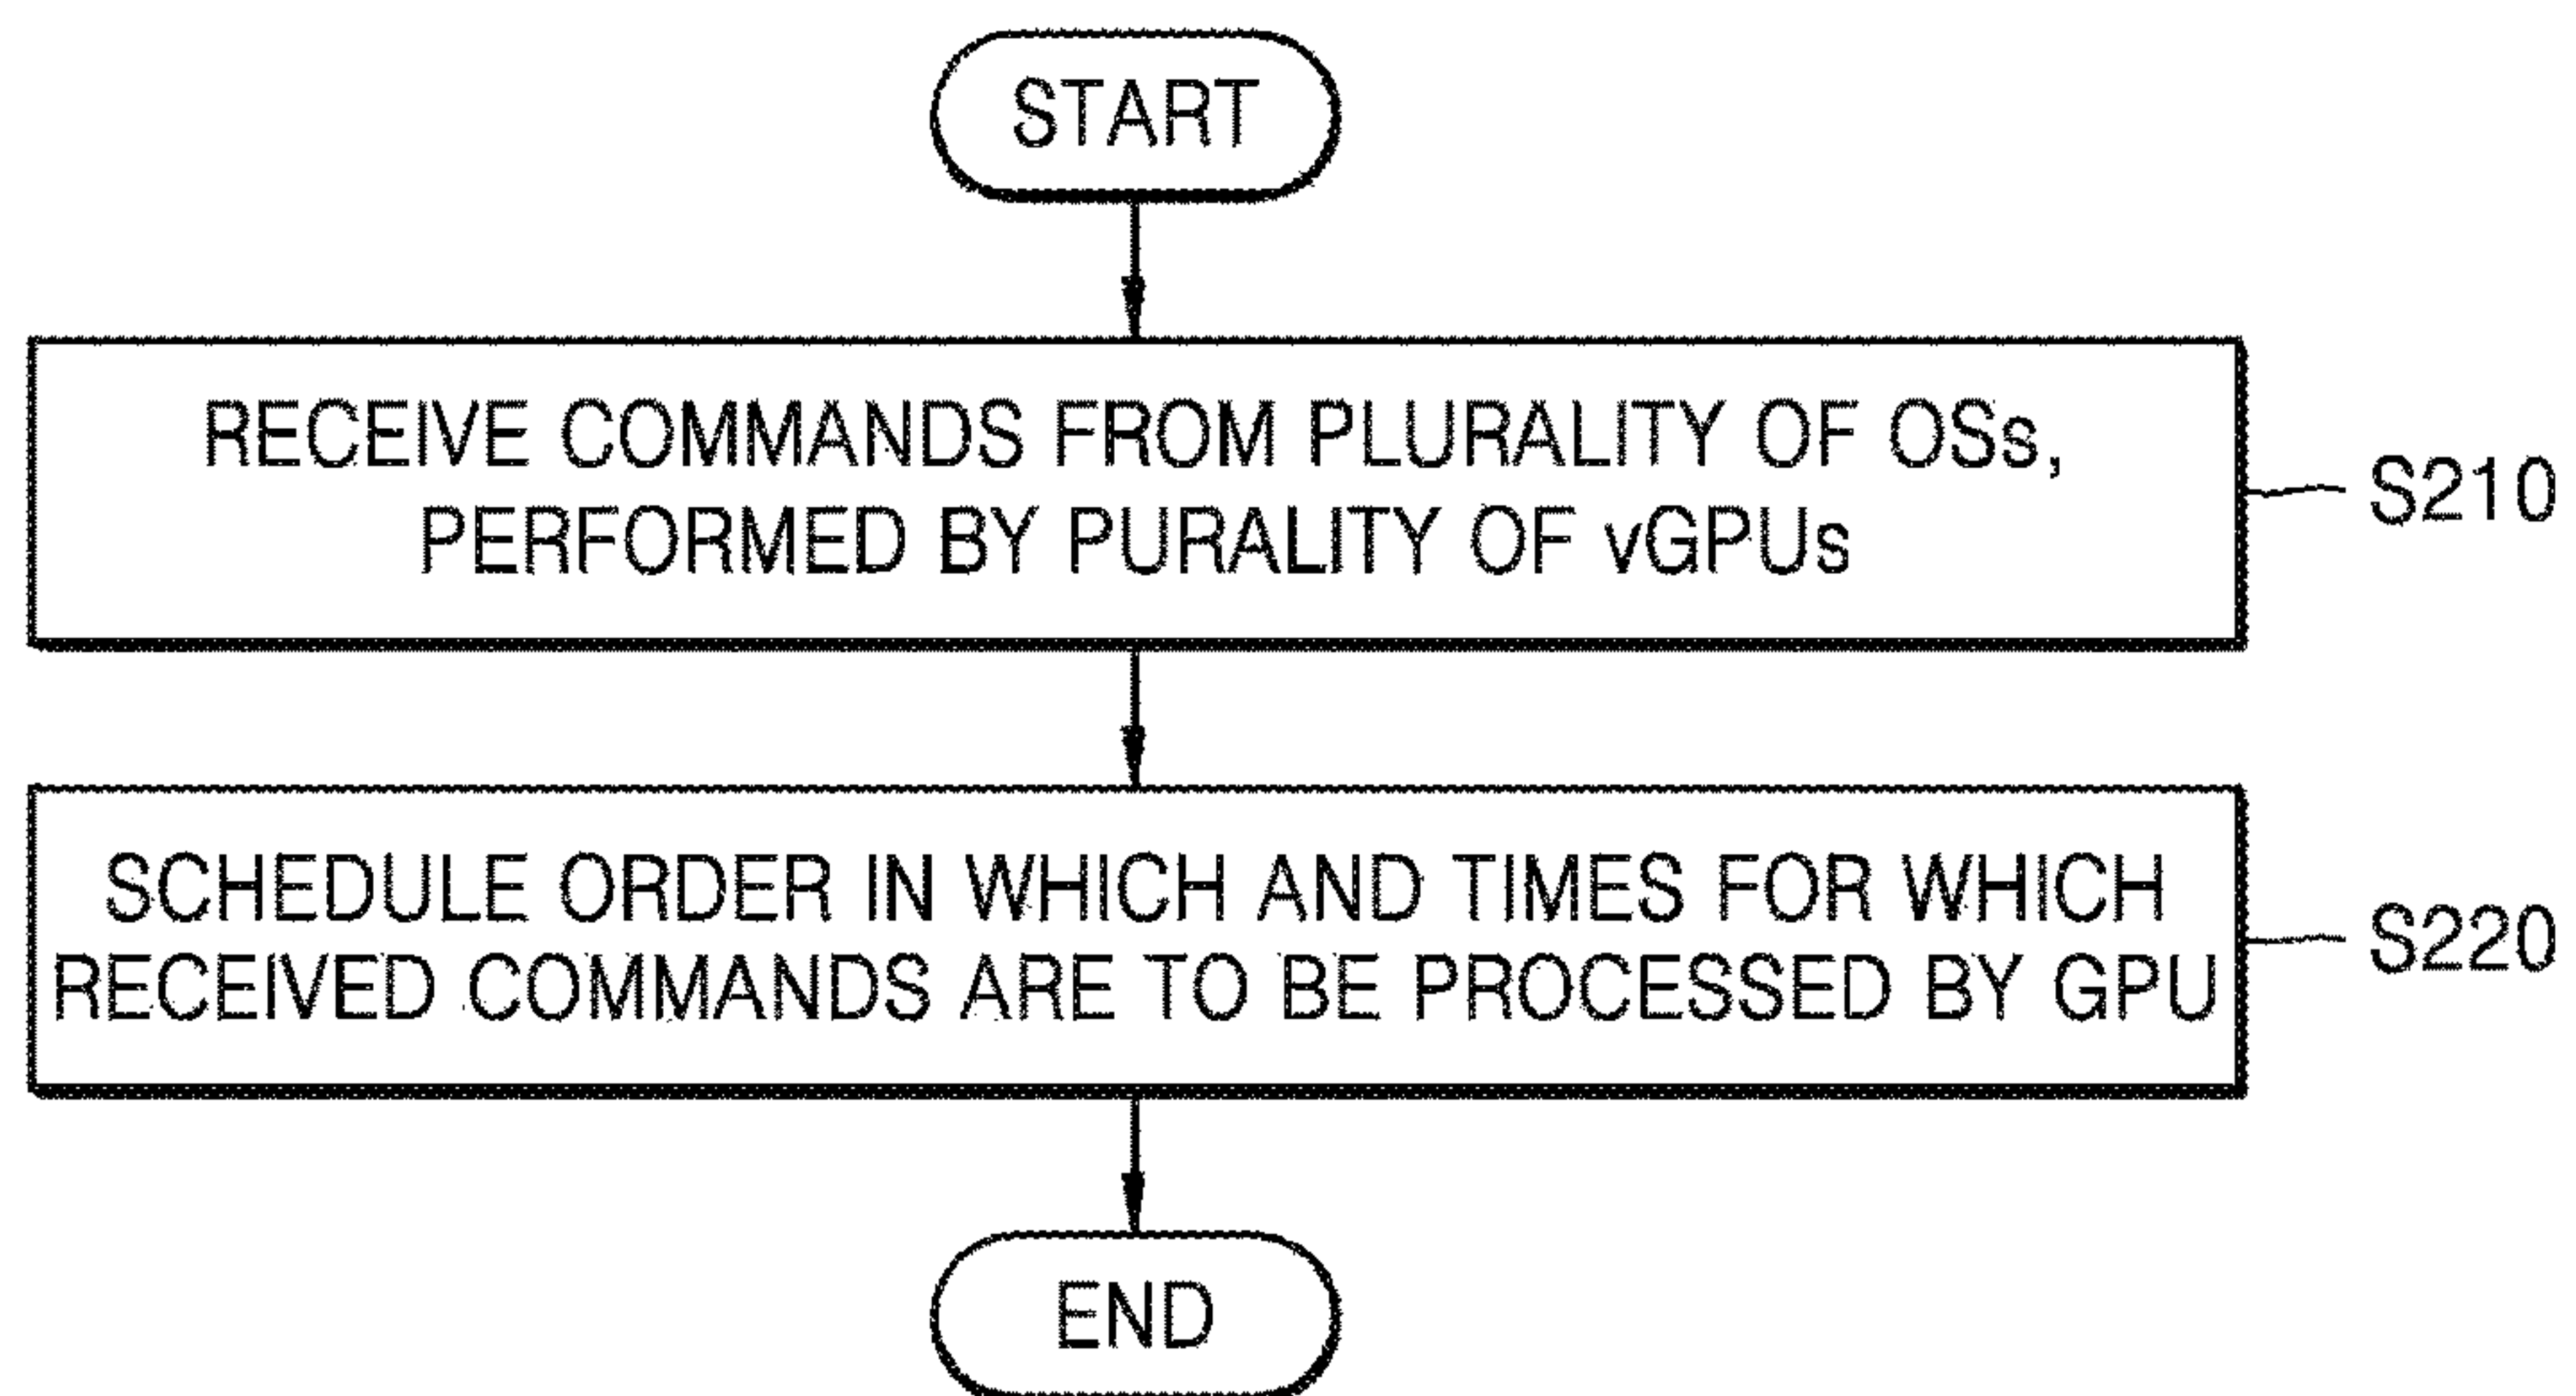 START
RECEIVE COMMANDS FROM PLURALITY OF OSs,
PERFORMED BY PURALITY OF vGPUs
S210
SCHEDULE ORDER IN WHICH AND TIMES FOR WHICH
RECEIVED COMMANDS ARE TO BE PROCESSED BY GPU
S220
END